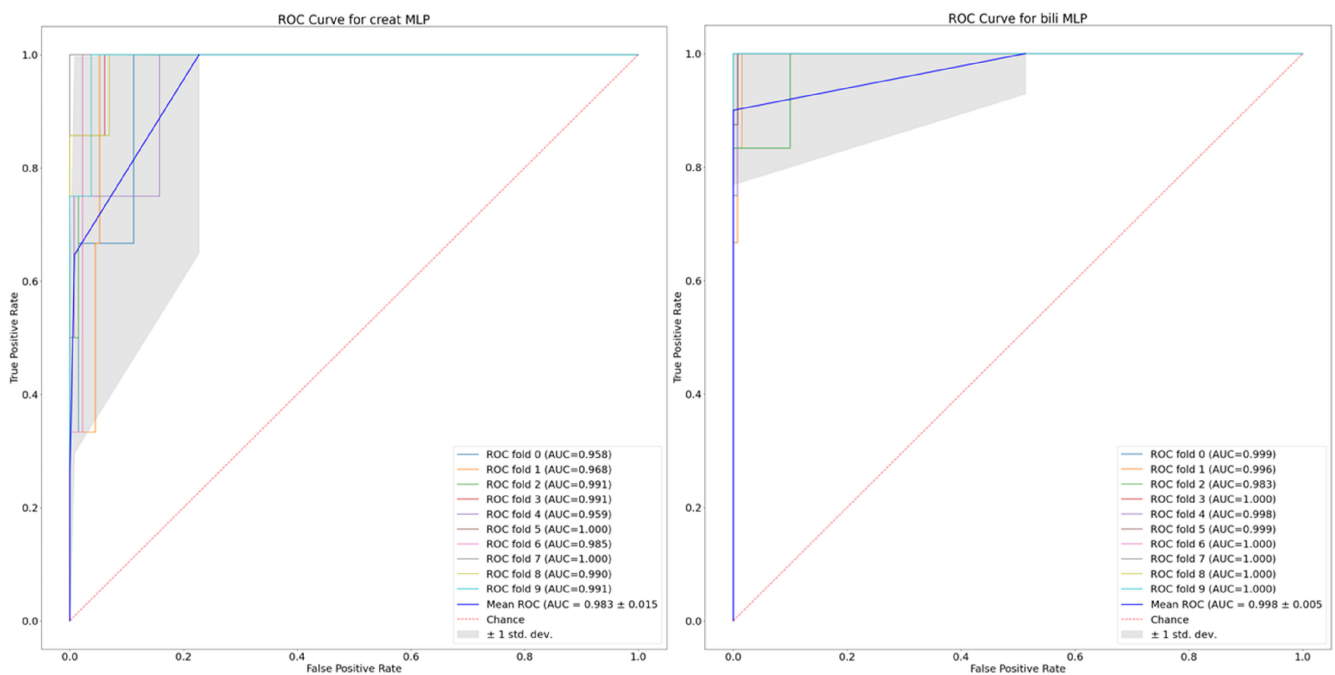 ROC Curve for creat MLP
1.0
0.8
0.6
0.4
0.2
0.0
True Positive Rate
0.0 0.2 0.4 0.6 0.8 1.0
False Positive Rate
ROC fold 0 (AUC=0.958)
ROC fold 1 (AUC=0.968)
ROC fold 2 (AUC=0.991)
ROC fold 3 (AUC=0.991)
ROC fold 4 (AUC=0.959)
ROC fold 5 (AUC=1.000)
ROC fold 6 (AUC=0.985)
ROC fold 7 (AUC=1.000)
ROC fold 8 (AUC=0.990)
ROC fold 9 (AUC=0.991)
Mean ROC (AUC = 0.983 ± 0.015
Chance
± 1 std. dev.
ROC Curve for bili MLP
1.0
0.8
0.6
0.4
0.2
0.0
True Positive Rate
0.0 0.2 0.4 0.6 0.8 1.0
False Positive Rate
ROC fold 0 (AUC=0.999)
ROC fold 1 (AUC=0.996)
ROC fold 2 (AUC=0.983)
ROC fold 3 (AUC=1.000)
ROC fold 4 (AUC=0.998)
ROC fold 5 (AUC=0.999)
ROC fold 6 (AUC=1.000)
ROC fold 7 (AUC=1.000)
ROC fold 8 (AUC=1.000)
ROC fold 9 (AUC=1.000)
Mean ROC (AUC = 0.998 ± 0.005
Chance
± 1 std. dev.